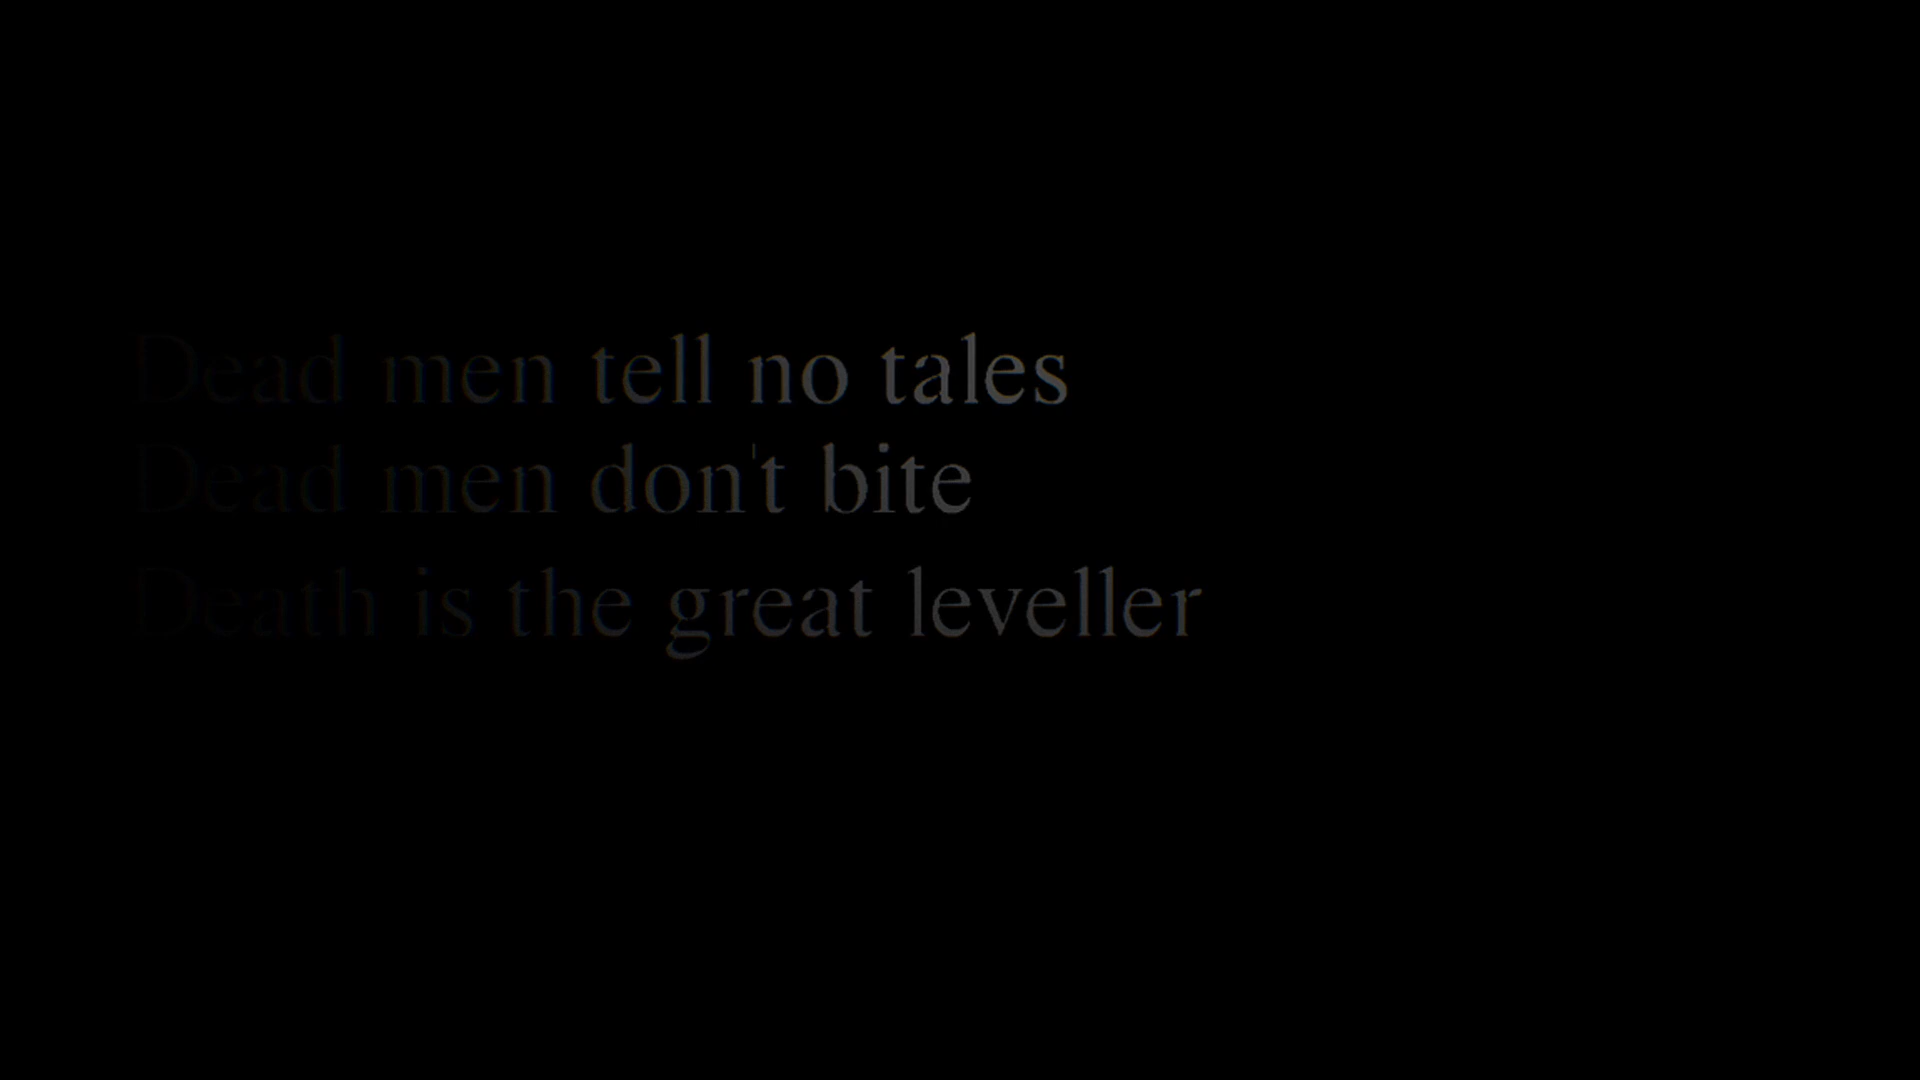 Dead men tell no tales
Dead men don't bite
Death is the great leveller